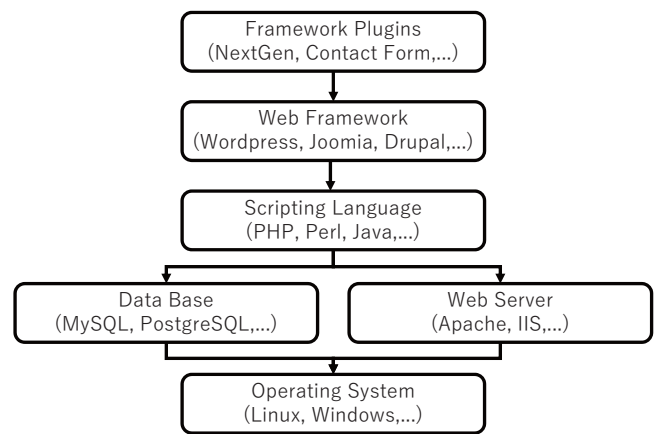 Framework Plugins
(NextGen, Contact Form,...)
Web Framework
(Wordpress, Joomia, Drupal,...)
Scripting Language
(PHP, Perl, Java,...)
Data Base
(MySQL, PostgreSQL,...)
Web Server
(Apache, IIS,...)
Operating System
(Linux, Windows,...)